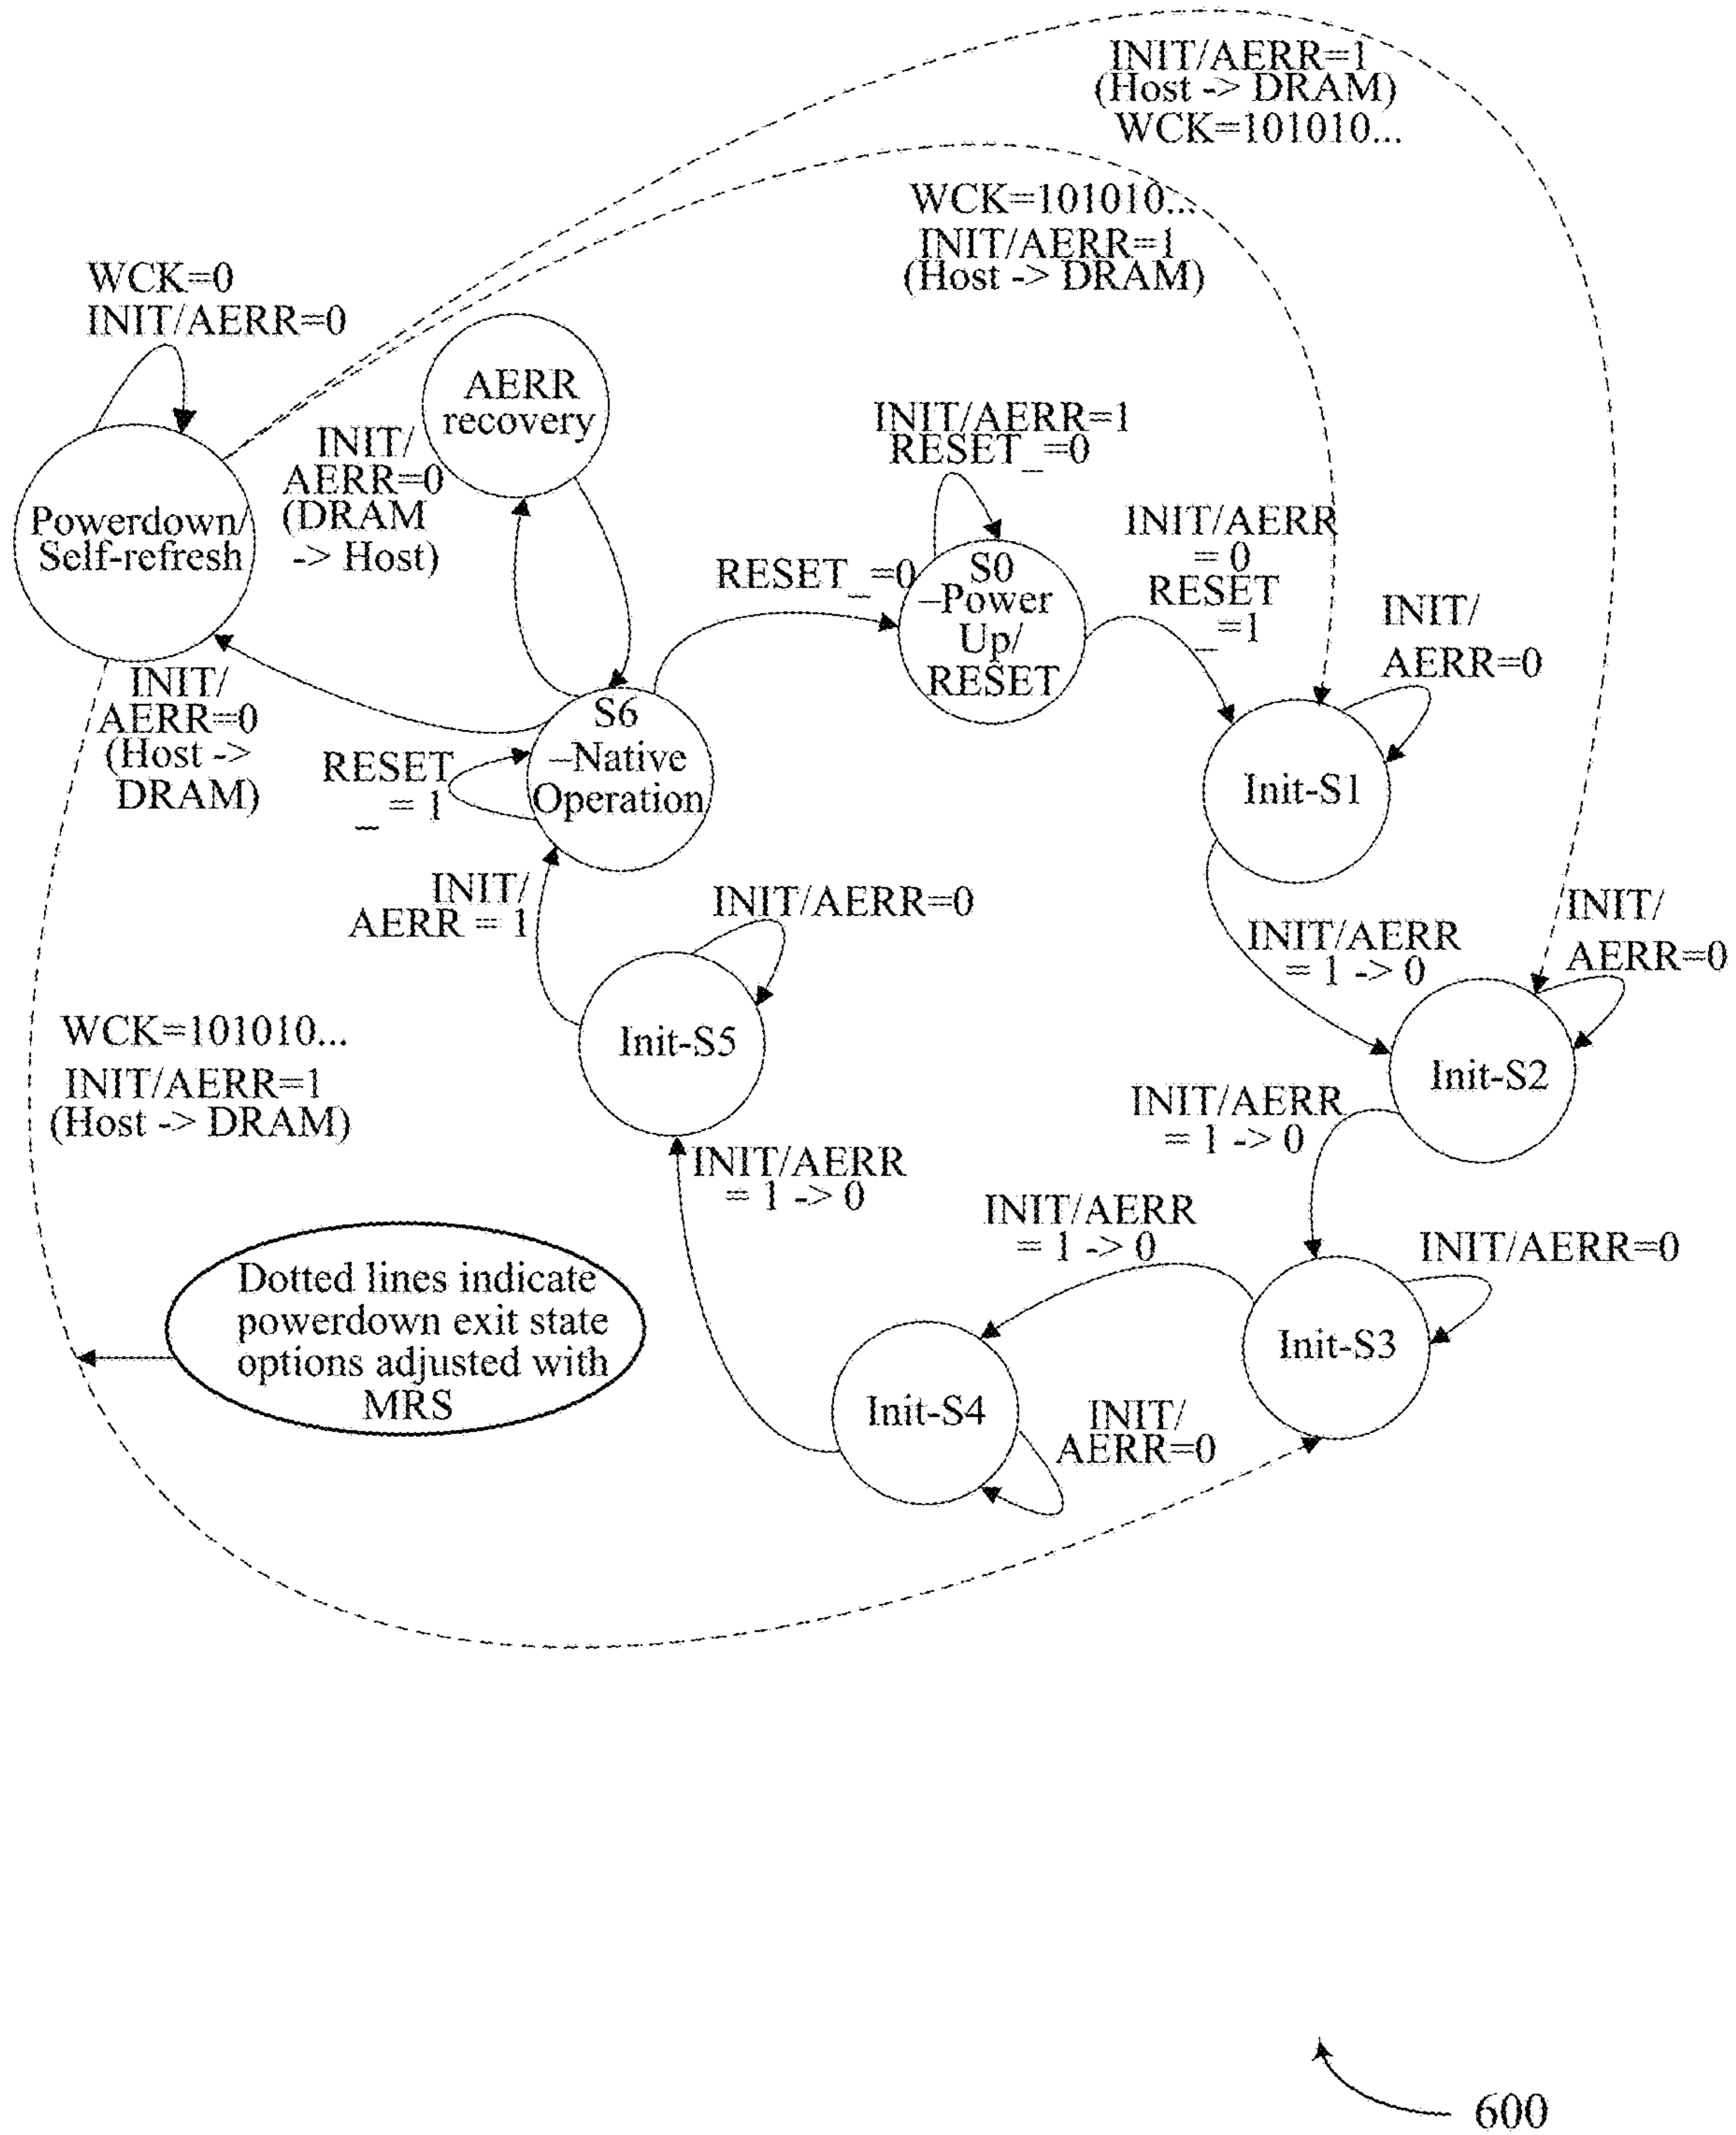 INIT/AERR=1
(Host -> DRAM)
WCK=101010...
WCK=101010...
INIT/AERR=1
(Host -> DRAM)
WCK=0
INIT/AERR=0
AERR
recovery
INIT/
AERR=0
(DRAM
-> Host)
Powerdown/
Self-refresh
INIT/AERR=1
RESET_=0
RESET_=0
S0
–Power
Up/
RESET
INIT/AERR
= 0
RESET
_=1
INIT/
AERR=0
INIT/
AERR=0
(Host ->
DRAM)
S6
–Native
Operation
RESET
_ = 1
Init-S1
INIT/
AERR = 1
INIT/AERR=0
INIT/AERR
= 1 -> 0
INIT/
AERR=0
Init-S5
Init-S2
WCK=101010...
INIT/AERR=1
(Host -> DRAM)
INIT/AERR
= 1 -> 0
INIT/AERR
= 1 -> 0
INIT/AERR
= 1 -> 0
INIT/AERR=0
Dotted lines indicate
powerdown exit state
options adjusted with
MRS
Init-S3
Init-S4
INIT/
AERR=0
600